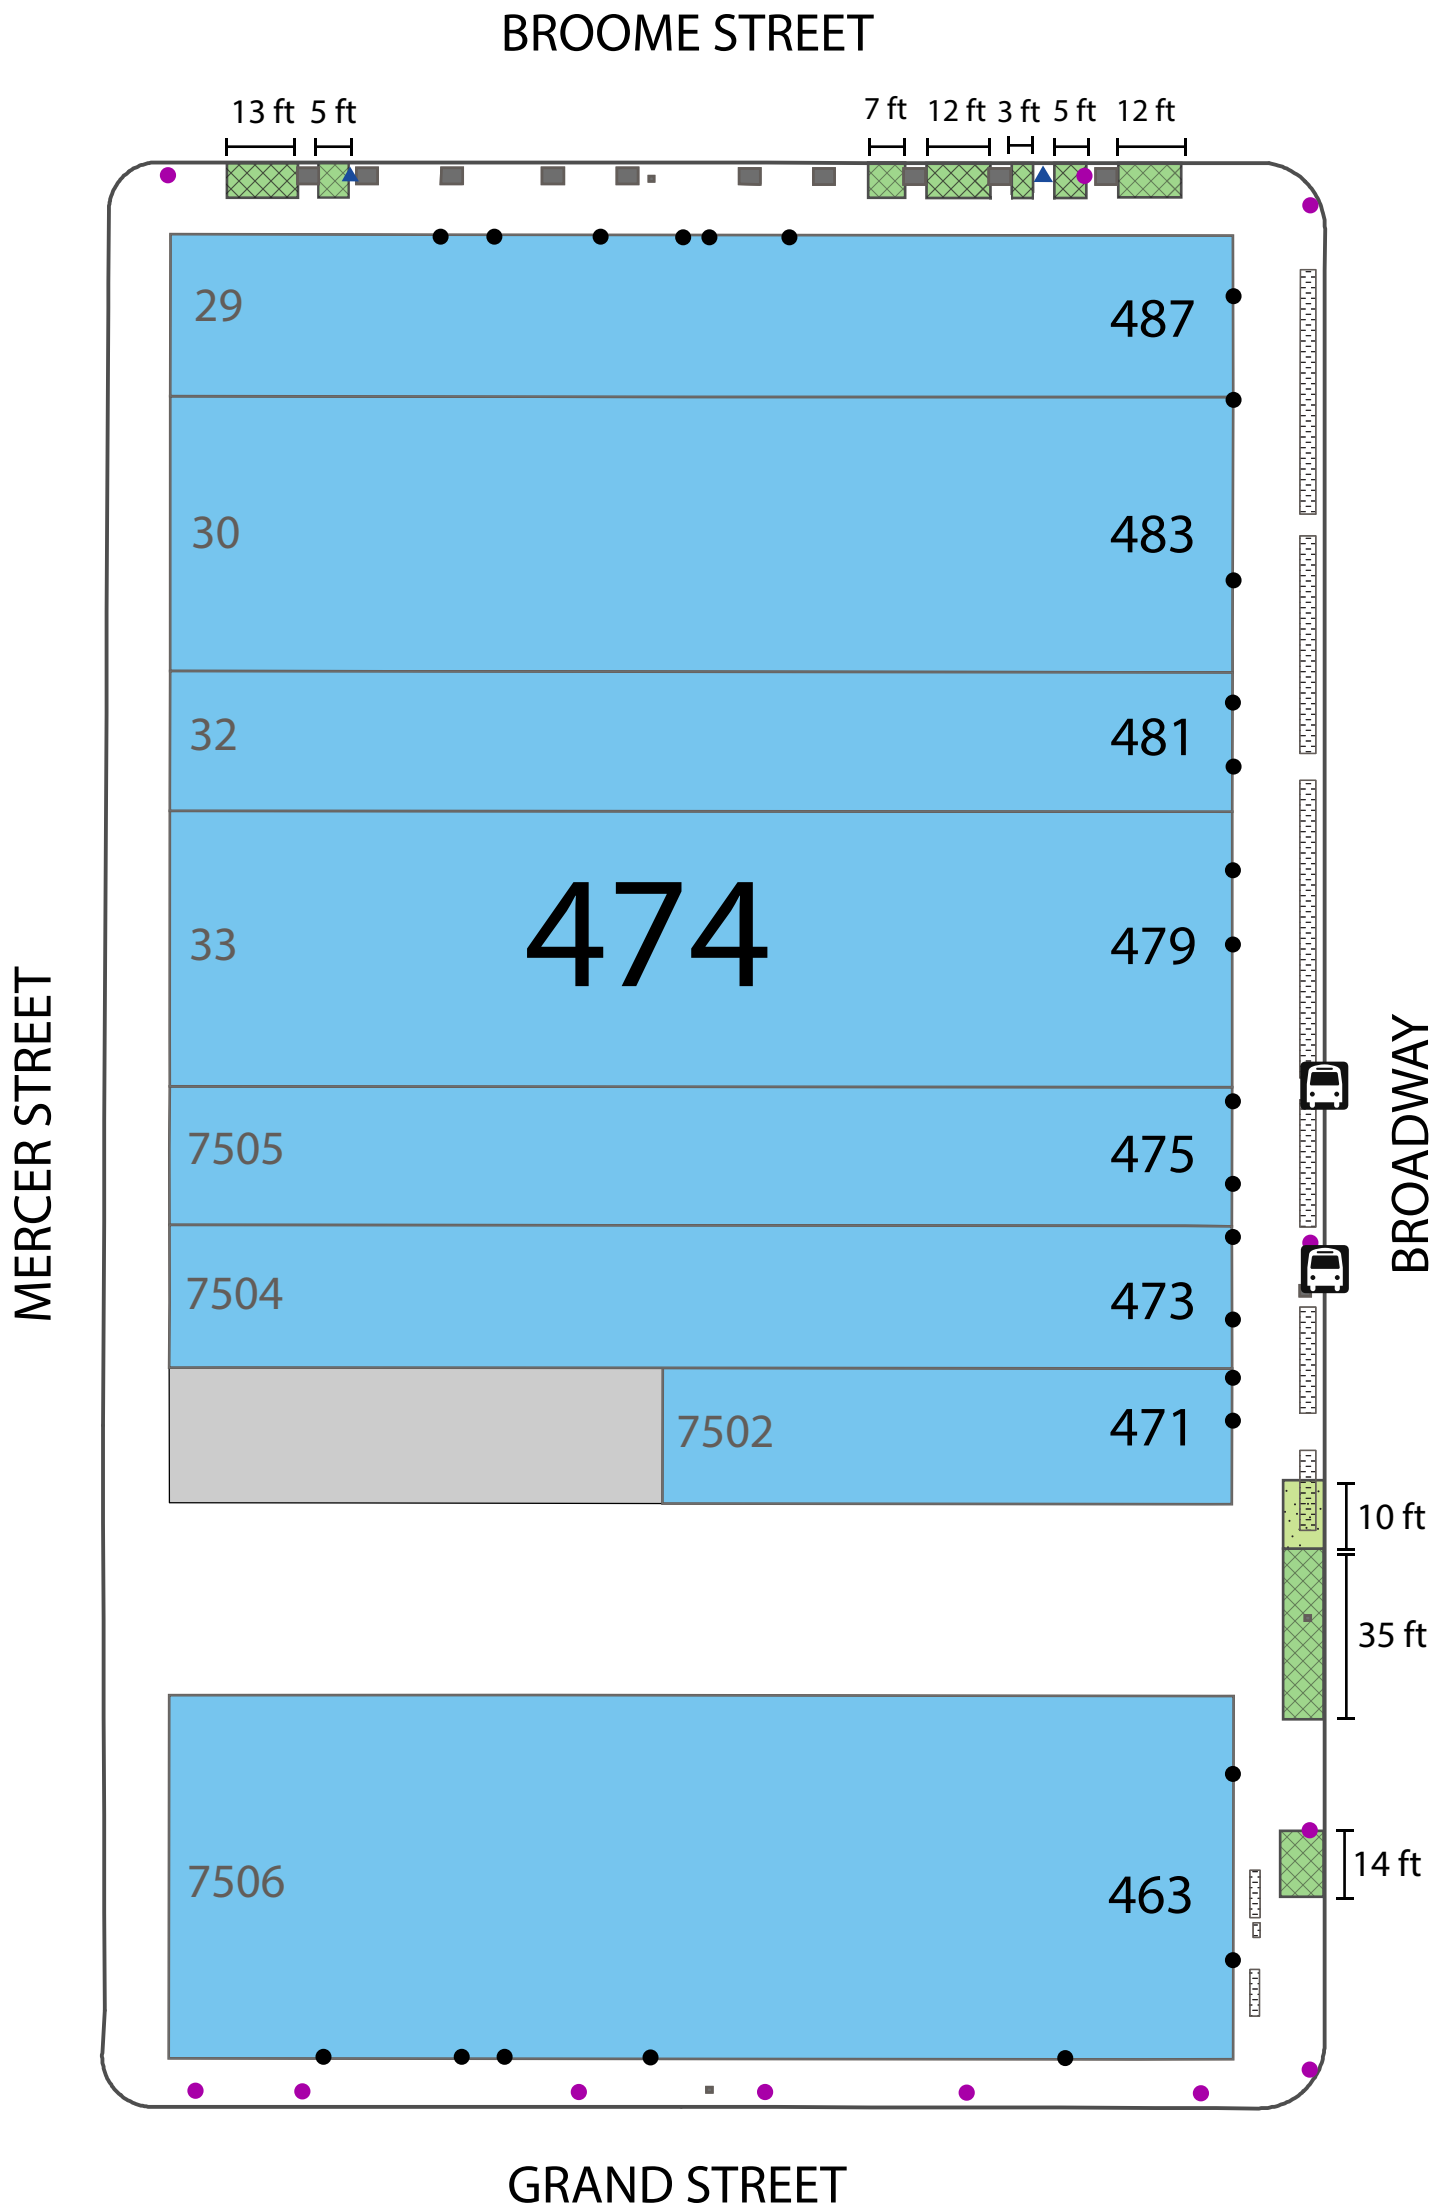 BROOME STREET
13 ft 5 ft 7 ft 12 ft 3 ft 5 ft 12 ft
29 487
30 483
32 481
33 474 479
MERCER STREET
BROADWAY
7505 475
7504 473
7502 471
10 ft
35 ft
14 ft
7506 463
GRAND STREET